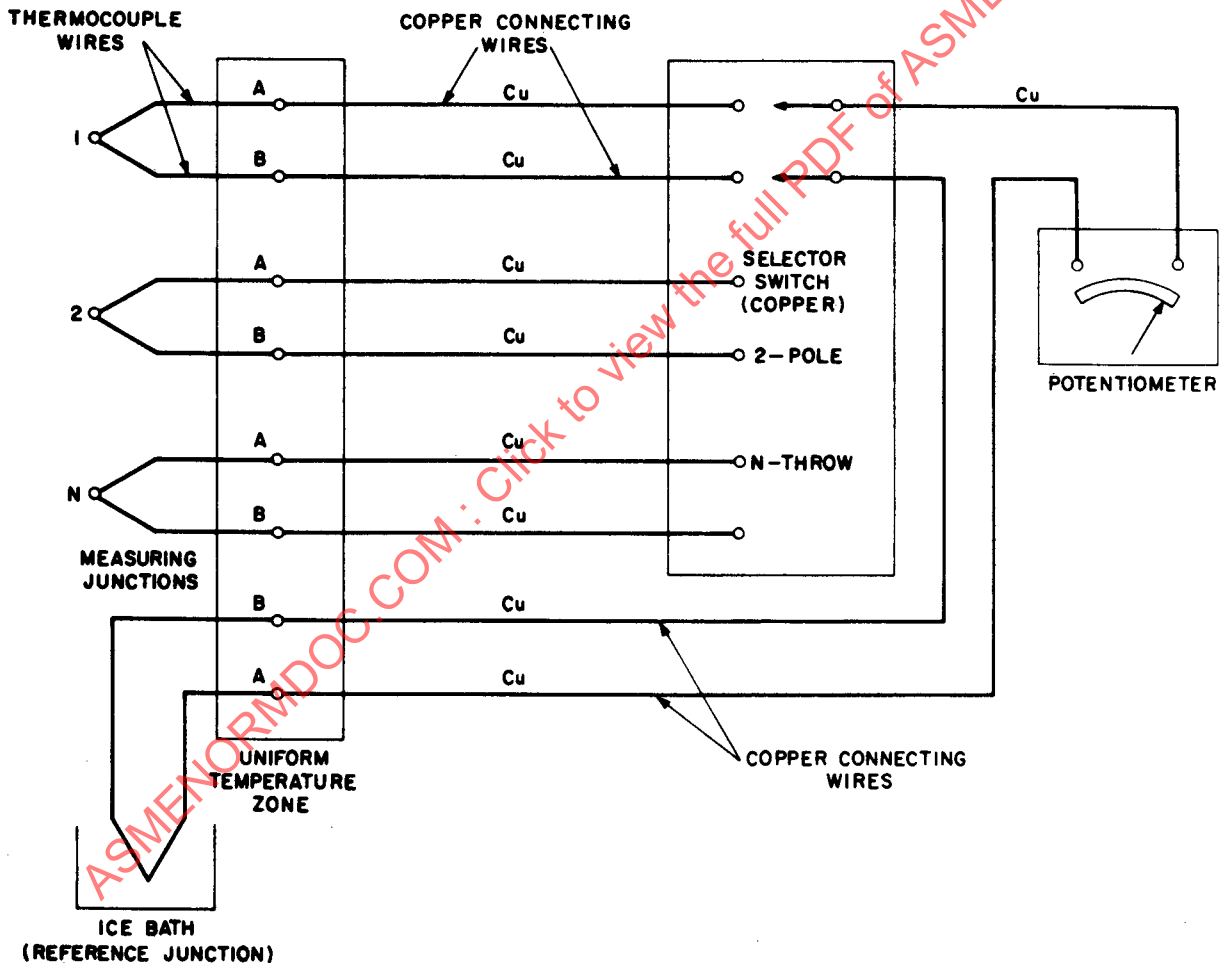 THERMOCOUPLE
WIRES
COPPER CONNECTING
WIRES
A
Cu
Cu
1
B
Cu
A
Cu
SELECTOR
SWITCH
(COPPER)
2
B
Cu
2-POLE
POTENTIOMETER
A
Cu
N-THROW
N
B
Cu
MEASURING
JUNCTIONS
B
Cu
A
Cu
UNIFORM
TEMPERATURE
ZONE
COPPER CONNECTING
WIRES
ICE BATH
(REFERENCE JUNCTION)
ASMENORMDOC.COM : Click to view the full PDF of ASME